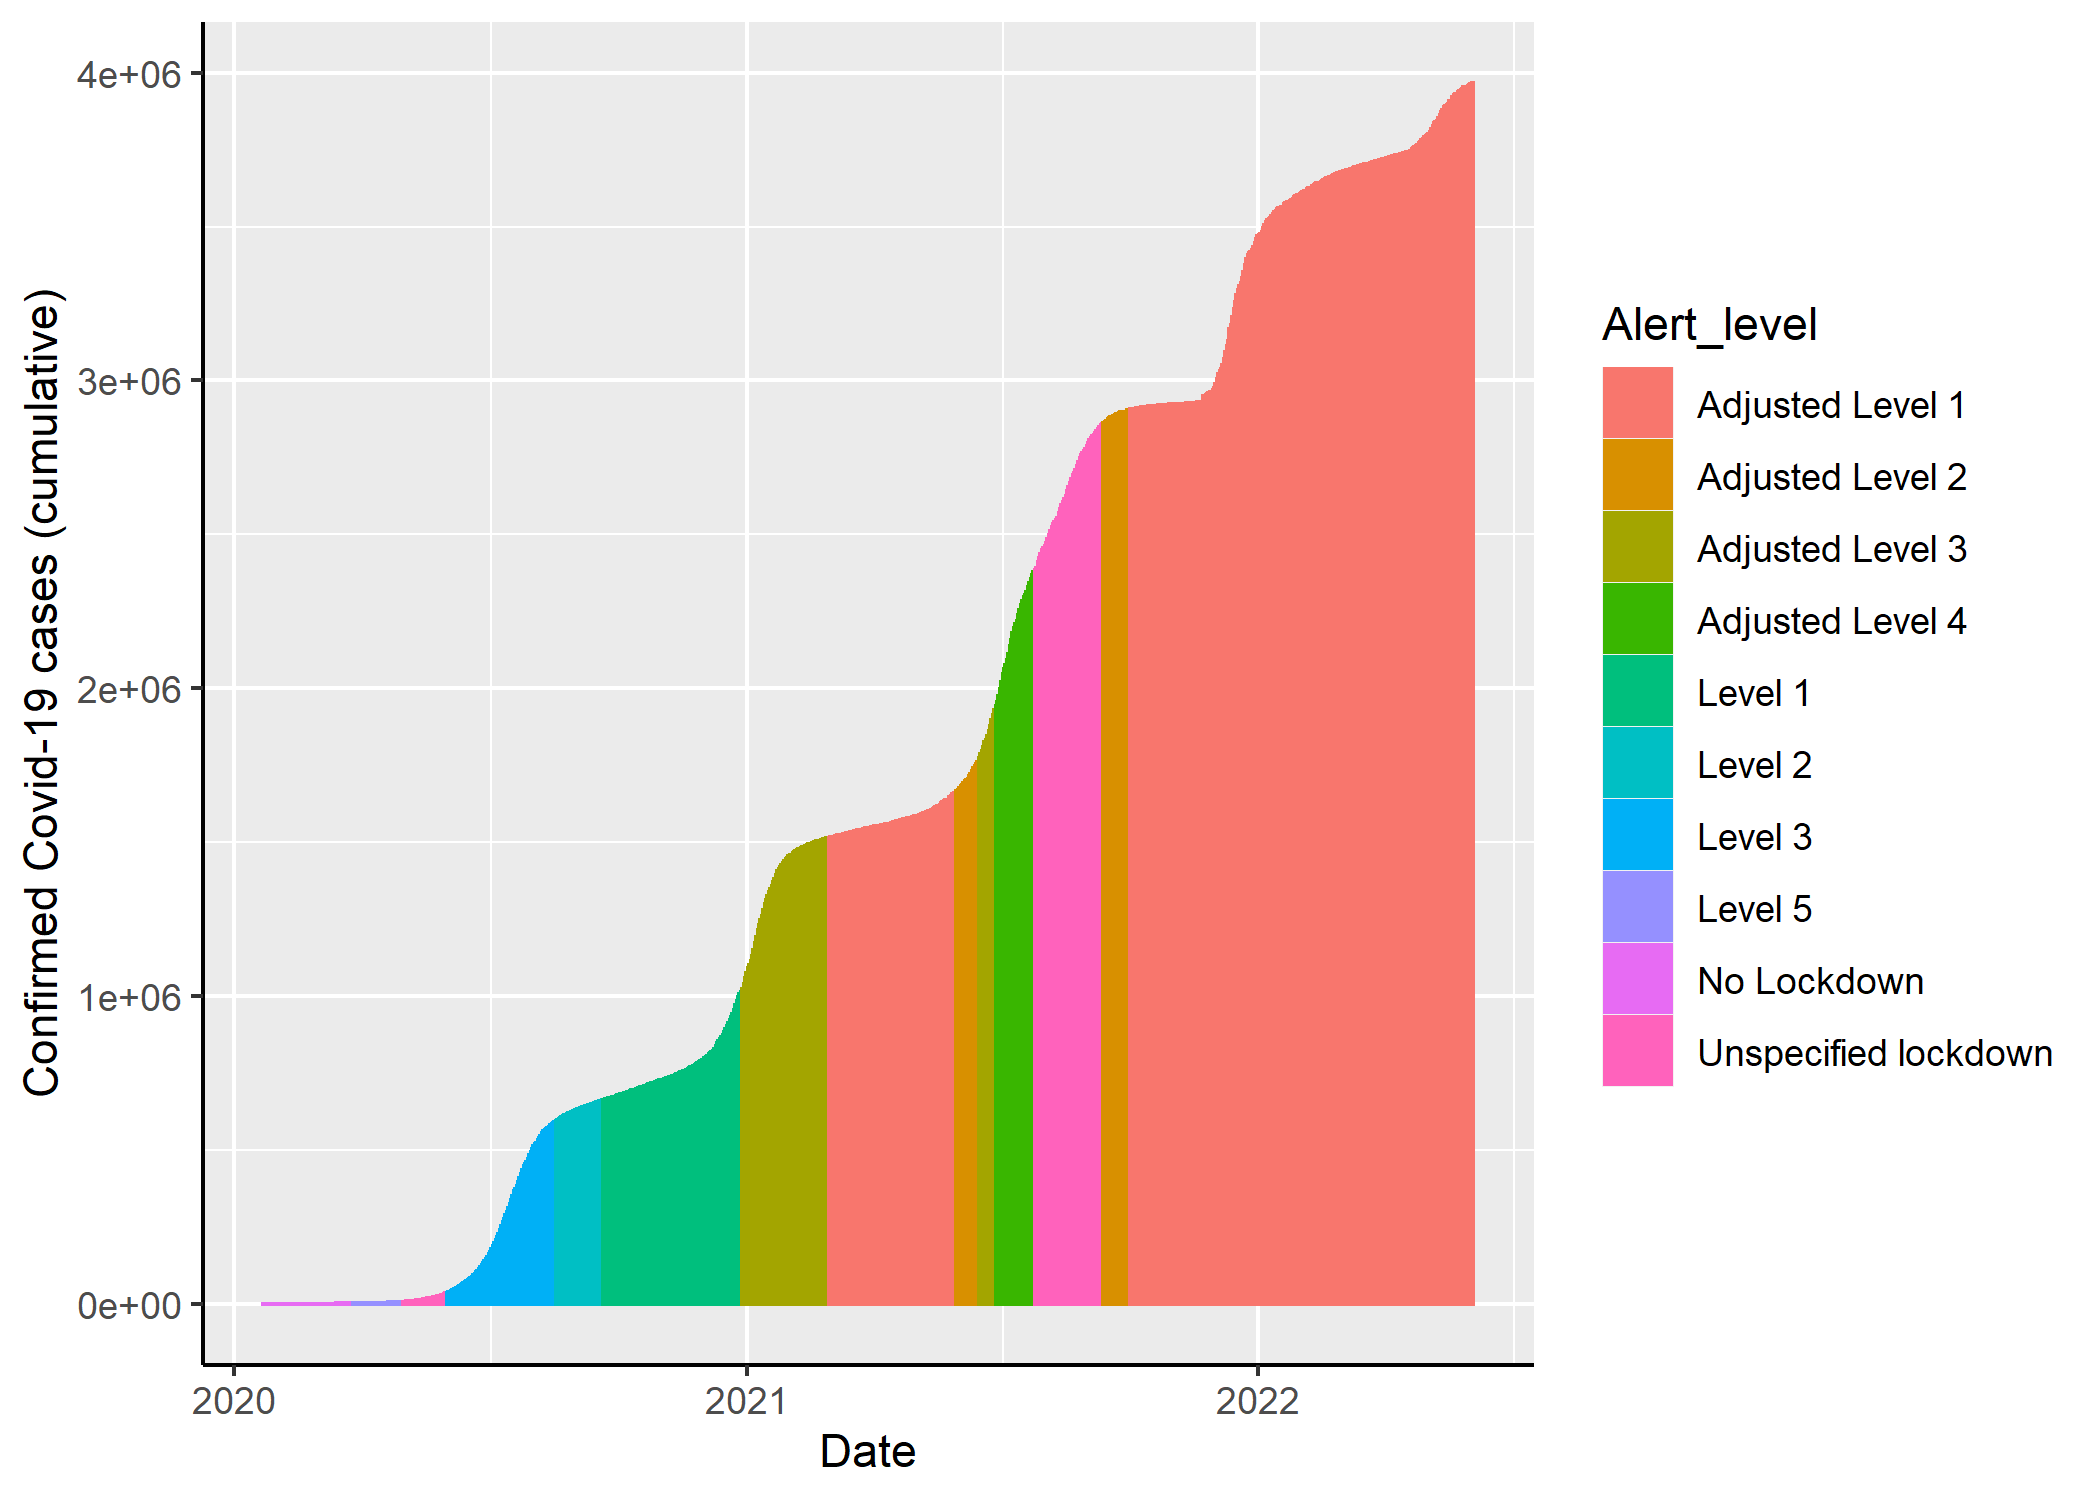 4e+06
3e+06
2e+06
1e+06
0e+00
Confirmed Covid-19 cases (cumulative)
2020
2021
2022
Date
Alert_level
Adjusted Level 1
Adjusted Level 2
Adjusted Level 3
Adjusted Level 4
Level 1
Level 2
Level 3
Level 5
No Lockdown
Unspecified lockdown